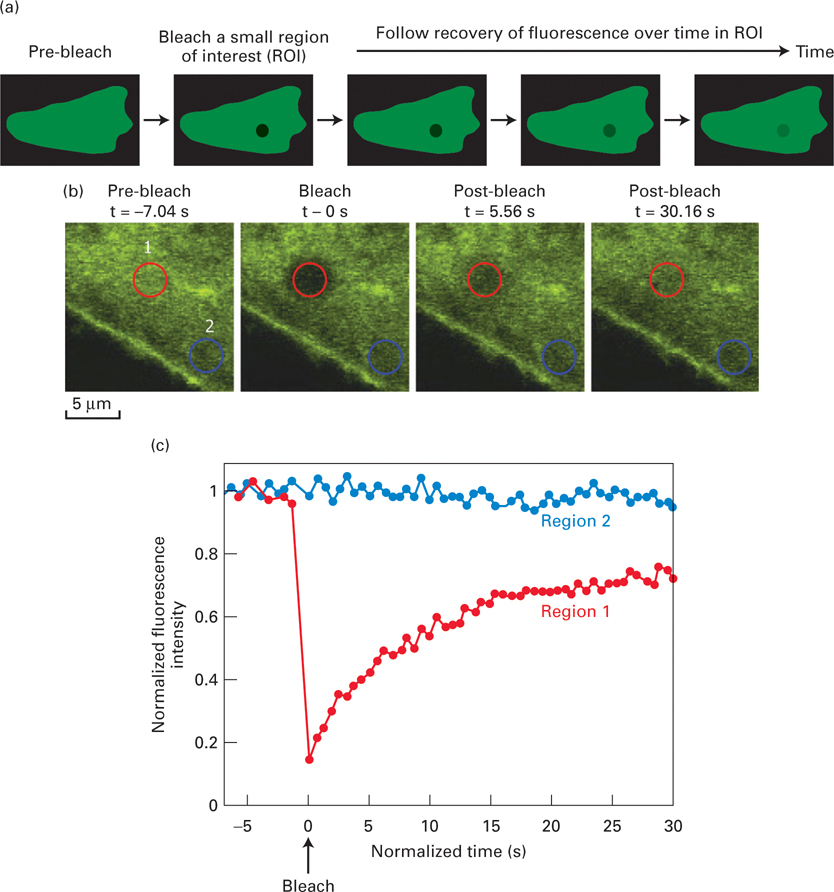 (a)
Pre-bleach
Bleach a small region
of interest (ROI)
Follow recovery of fluorescence over time in ROI
Time
(b)
Pre-bleach
t = –7.04 s
Bleach
t – 0 s
Post-bleach
t = 5.56 s
Post-bleach
t = 30.16 s
1
2
5 μm
(c)
Normalized fluorescence
intensity
1
0.8
0.6
0.4
0.2
0
Region 2
Region 1
–5
0
5
10
15
20
25
30
Normalized time (s)
Bleach